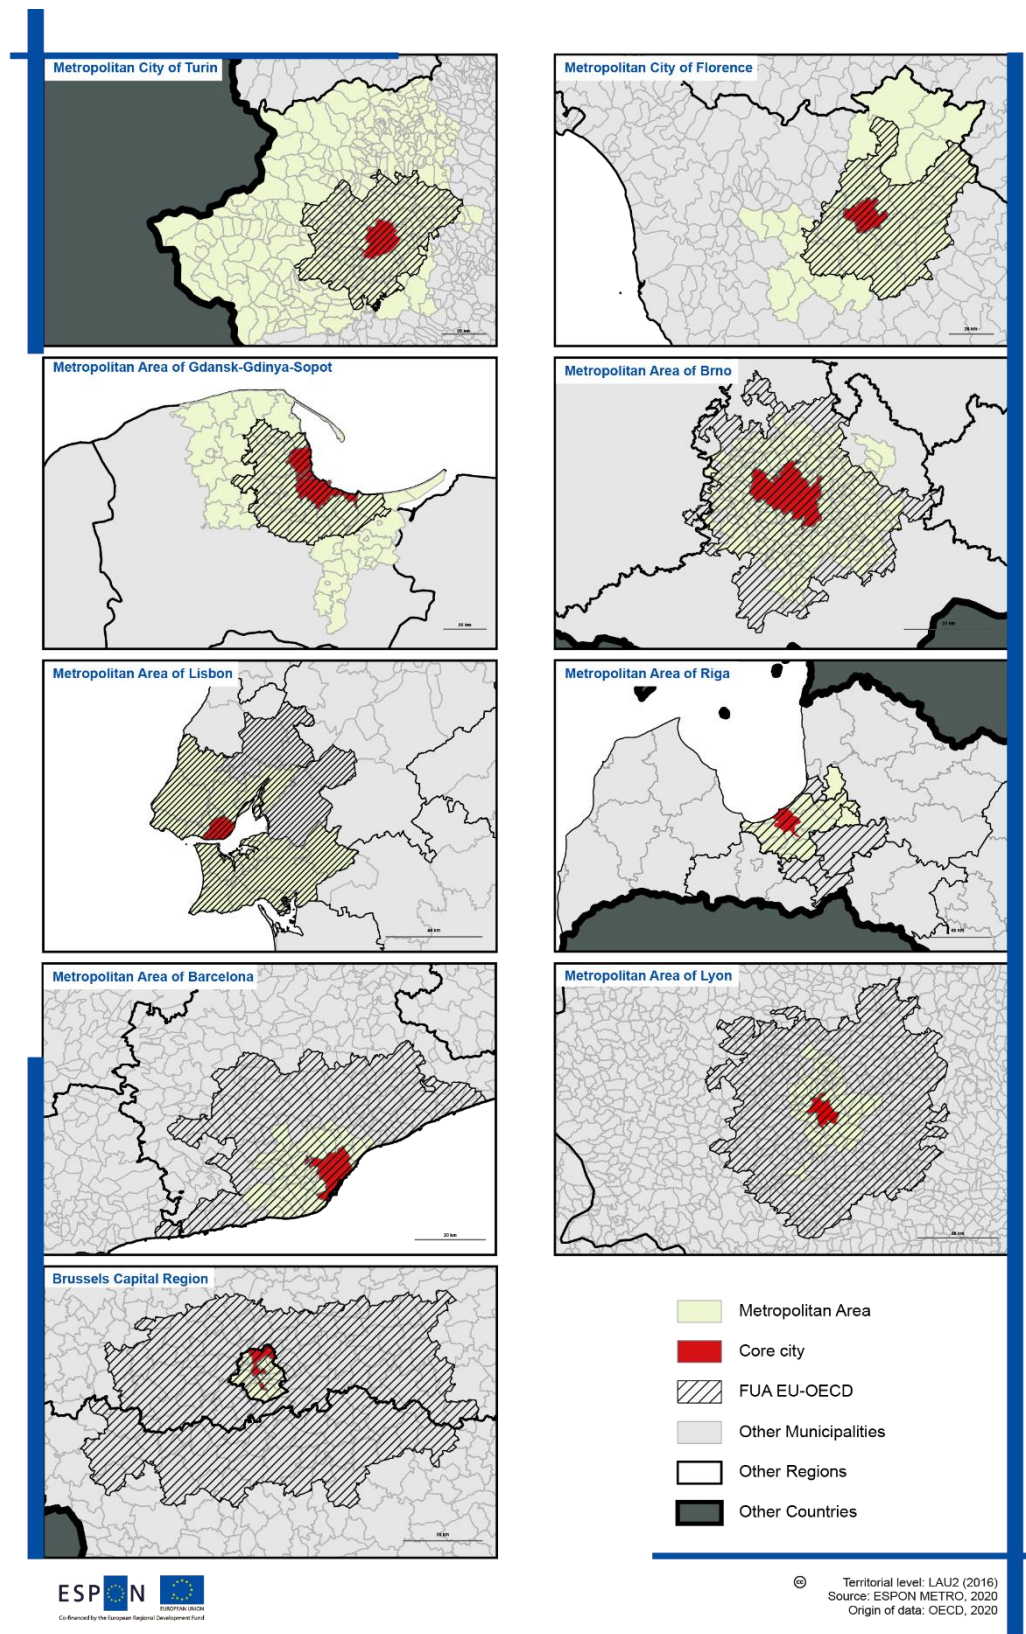 Metropolitan City of Turin
Metropolitan City of Florence
Metropolitan Area of Gdansk-Gdinya-Sopot
Metropolitan Area of Brno
Metropolitan Area of Lisbon
Metropolitan Area of Riga
Metropolitan Area of Barcelona
20 km
Metropolitan Area of Lyon
Brussels Capital Region
Metropolitan Area
Core city
FUA EU-OECD
Other Municipalities
Other Regions
Other Countries
ESPON
EUROPEAN UNION
Co-financed by the European Regional Development Fund
cc
Territorial level: LAU2 (2016)
Source: ESPON METRO, 2020
Origin of data: OECD, 2020